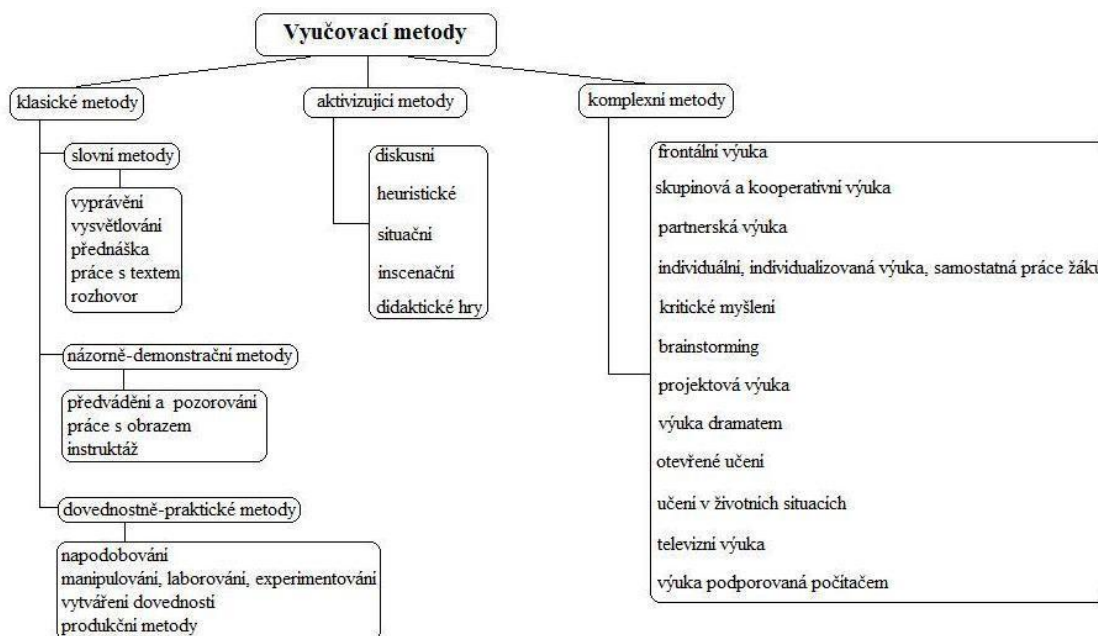 Vyučovací metody
klasické metody
slovní metody
vyprávění
vysvětlování
přednáška
práce s textem
rozhovor
názorně-demonstrační metody
předvádění a pozorování
práce s obrazem
instruktáž
dovednostně-praktické metody
napodobování
manipulování, laborování, experimentování
vytváření dovedností
produkční metody
aktivizující metody
diskusní
heuristické
situační
inscenační
didaktické hry
komplexní metody
frontální výuka
skupinová a kooperativní výuka
partnerská výuka
individuální, individualizovaná výuka, samostatná práce žáků
kritické myšlení
brainstorming
projektová výuka
výuka dramatem
otevřené učení
učení v životních situacích
televizní výuka
výuka podporovaná počítačem